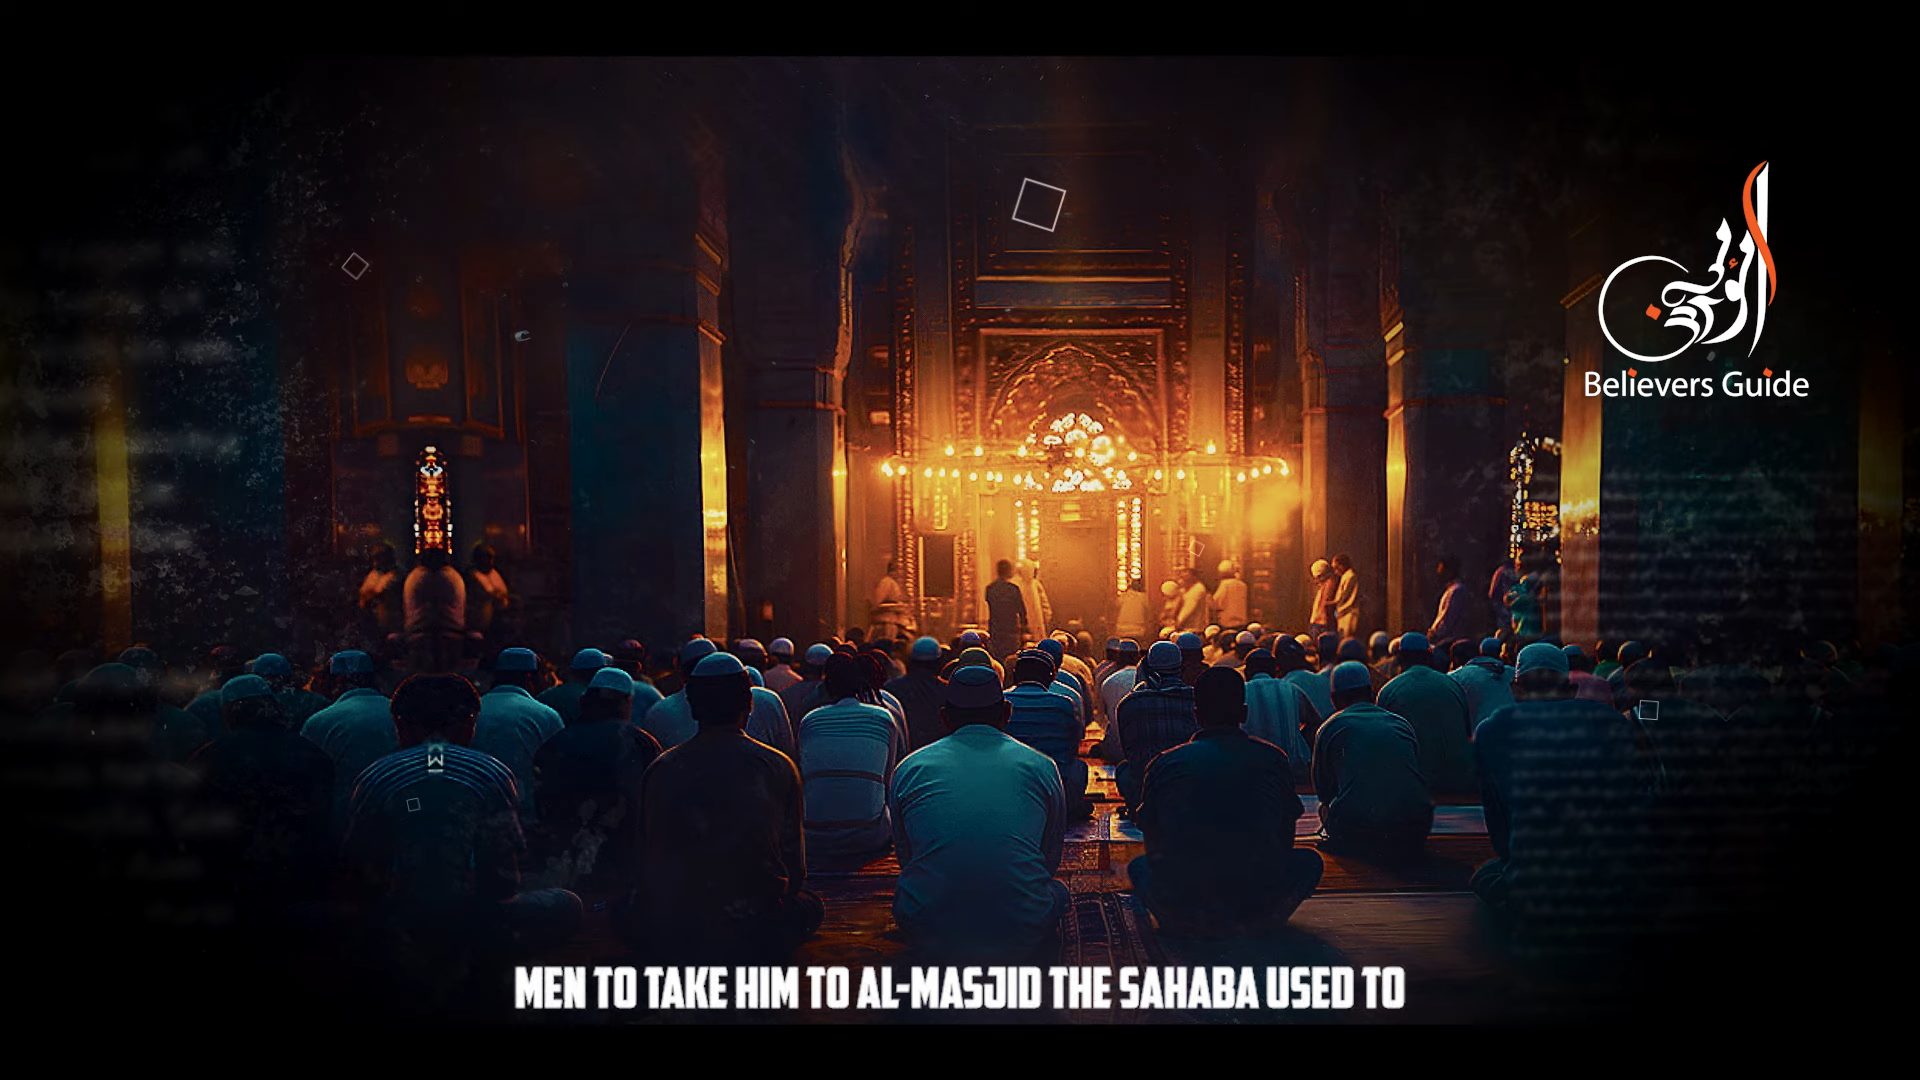 Believers Guide
MEN TO TAKE HIM TO AL-MASJID THE SAHABA USED TO